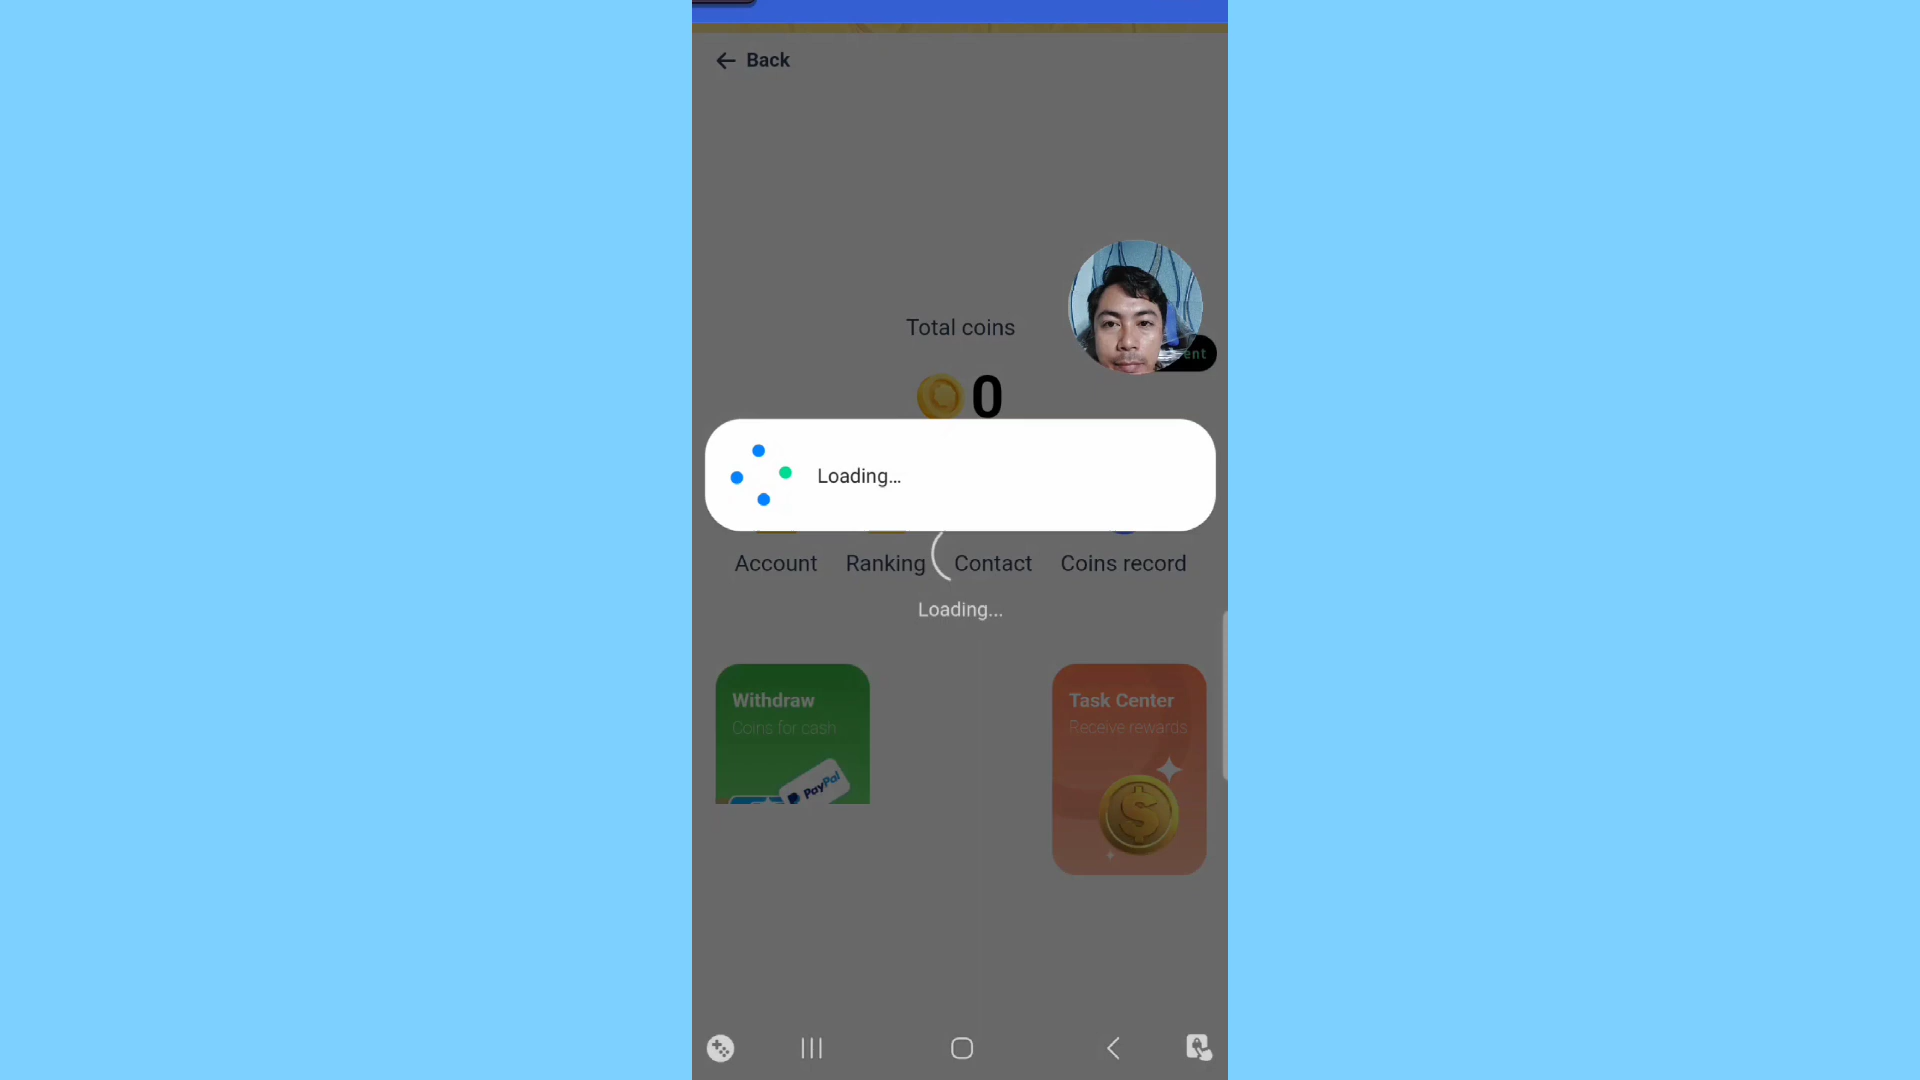 Back
Total coins
0
Loading...
Account Ranking Contact Coins record
Loading...
Withdraw
Coins for cash
PayPal
Task Center
Receive rewards
$